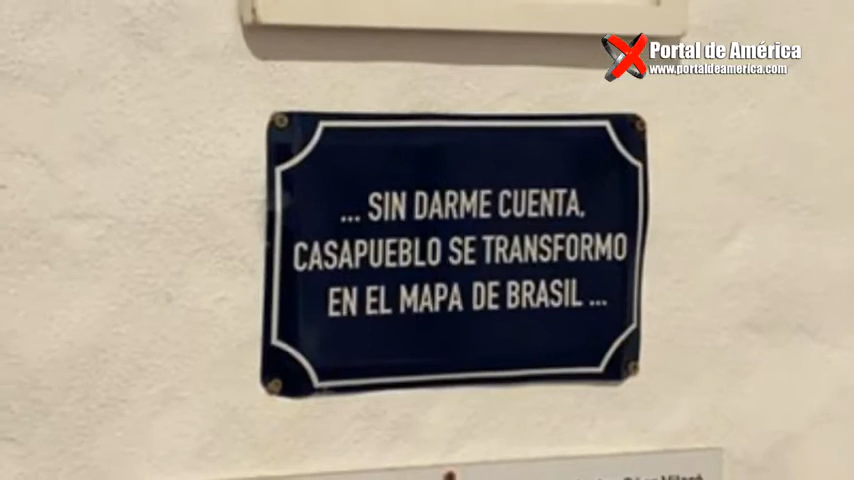 Portal de América
www.portaldeamerica.com
... SIN DARME CUENTA.
CASAPUEBLO SE TRANSFORMO
EN EL MAPA DE BRASIL ...